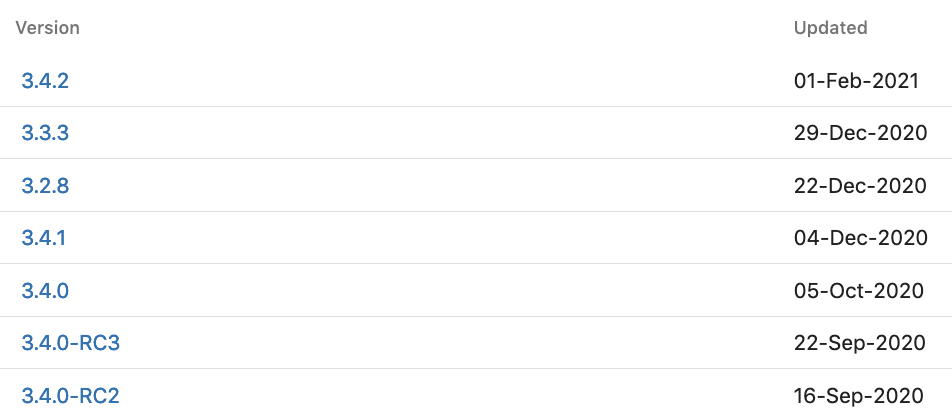 Version Updated
3.4.2 01-Feb-2021
3.3.3 29-Dec-2020
3.2.8 22-Dec-2020
3.4.1 04-Dec-2020
3.4.0 05-Oct-2020
3.4.0-RC3 22-Sep-2020
3.4.0-RC2 16-Sep-2020